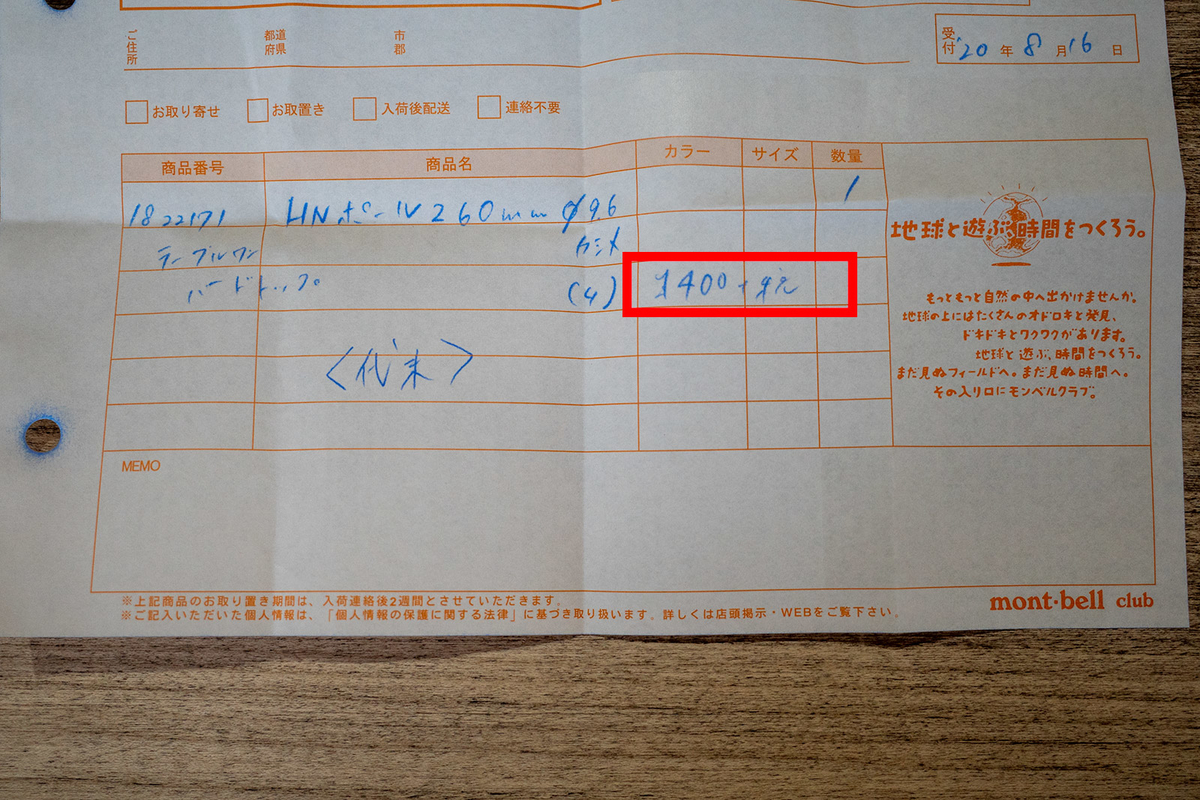 ご住所
都道府県
市郡
受付 '20年 8月 16日
お取り寄せ お取置き 入荷後配送 連絡不要
商品番号 商品名 カラー サイズ 数量
1822171 LINポール260mm φ9.6 1
テーブルワン カシメ
ハードトップ。 (4) ¥400+税
<代未>
地球と遊ぶ、時間をつくろう。
もっともっと自然の中へ出かけませんか。
地球の上にはたくさんのオドロキと発見、
ドキドキとワクワクがあります。
地球と遊ぶ、時間をつくろう。
まだ見ぬフィールドへ。まだ見ぬ時間へ。
その入り口にモンベルクラブ。
MEMO
※上記商品のお取り置き期間は、入荷連絡後2週間とさせていただきます。
※ご記入いただいた個人情報は、「個人情報の保護に関する法律」に基づき取り扱います。詳しくは店頭掲示・WEBをご覧下さい。
mont・bell club